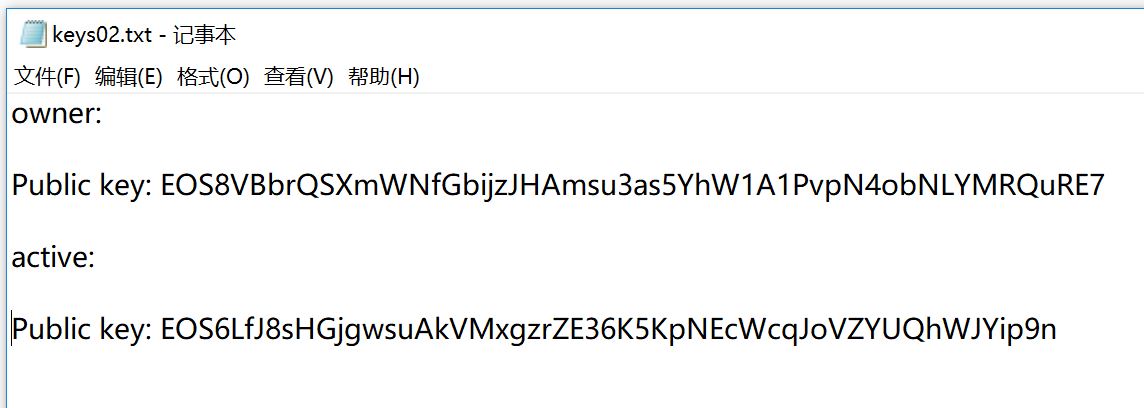 keys02.txt - 记事本
文件(F) 编辑(E) 格式(O) 查看(V) 帮助(H)
owner:
Public key: EOS8VBbrQSXmWNfGbijzJHAmsu3as5YhW1A1PvpN4obNLYMRQuRE7
active:
Public key: EOS6LfJ8sHGjgwsuAkVMxgzrZE36K5KpNEcWcqJoVZYUQhWJYip9n